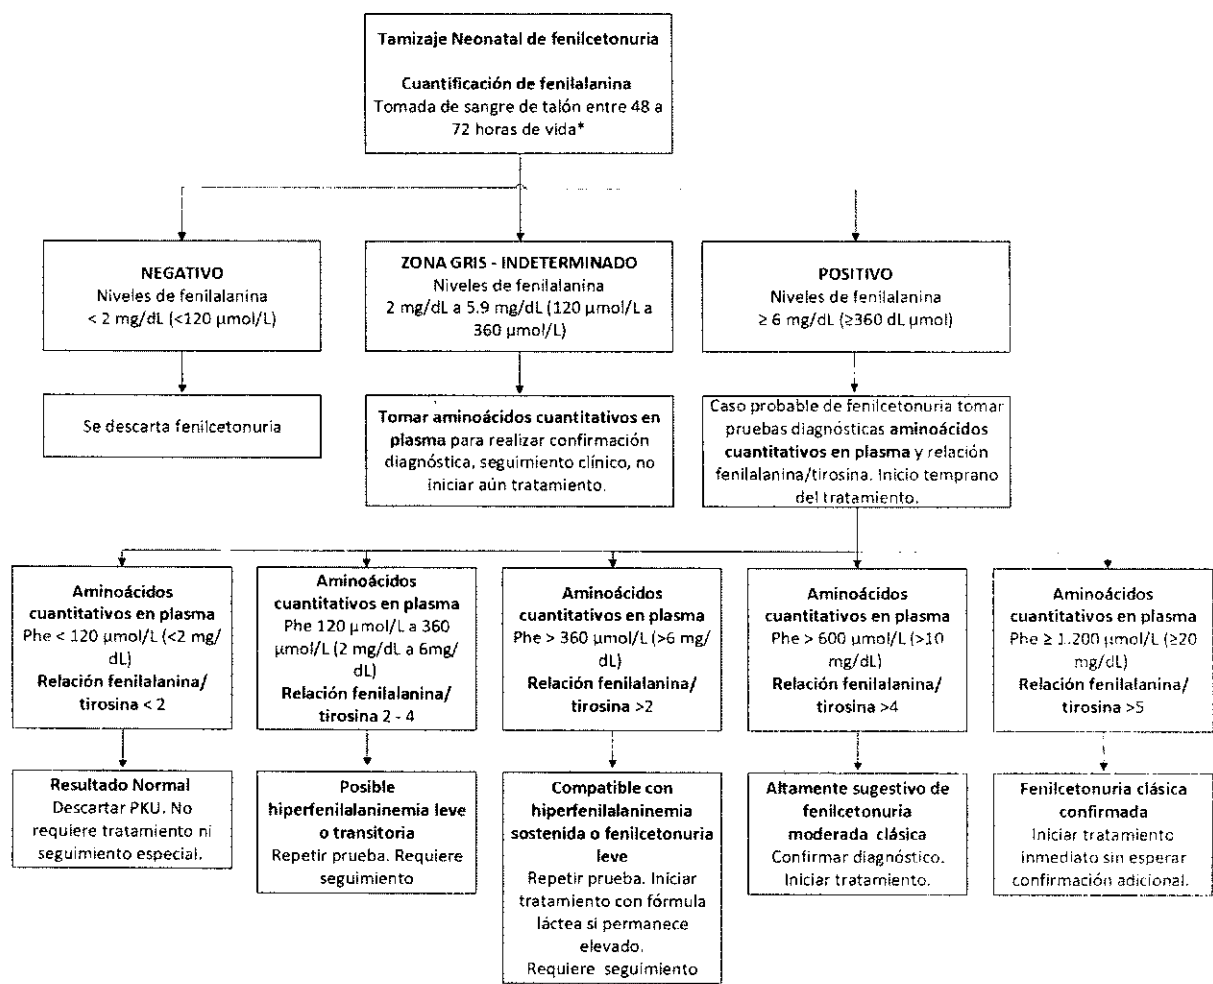 Tamizaje Neonatal de fenilcetonuria
Cuantificación de fenilalanina
Tomada de sangre de talón entre 48 a
72 horas de vida*
NEGATIVO
Niveles de fenilalanina
< 2 mg/dL (<120 µmol/L)
ZONA GRIS - INDETERMINADO
Niveles de fenilalanina
2 mg/dL a 5.9 mg/dL (120 µmol/L a
360 µmol/L)
POSITIVO
Niveles de fenilalanina
≥ 6 mg/dL (≥360 dL µmol)
Se descarta fenilcetonuria
Tomar aminoácidos cuantitativos en
plasma para realizar confirmación
diagnóstica, seguimiento clínico, no
iniciar aún tratamiento.
Caso probable de fenilcetonuria tomar
pruebas diagnósticas aminoácidos
cuantitativos en plasma y relación
fenilalanina/tirosina. Inicio temprano
del tratamiento.
Aminoácidos
cuantitativos en plasma
Phe < 120 µmol/L (<2 mg/
dL)
Relación fenilalanina/
tirosina < 2
Aminoácidos
cuantitativos en plasma
Phe 120 µmol/L a 360
µmol/L (2 mg/dL a 6mg/
dL)
Relación fenilalanina/
tirosina 2 - 4
Aminoácidos
cuantitativos en plasma
Phe > 360 µmol/L (>6 mg/
dL)
Relación fenilalanina/
tirosina >2
Aminoácidos
cuantitativos en plasma
Phe > 600 µmol/L (>10
mg/dL)
Relación fenilalanina/
tirosina >4
Aminoácidos
cuantitativos en plasma
Phe ≥ 1.200 µmol/L (≥20
mg/dL)
Relación fenilalanina/
tirosina >5
Resultado Normal
Descartar PKU. No
requiere tratamiento ni
seguimiento especial.
Posible
hiperfenilalaninemia leve
o transitoria
Repetir prueba. Requiere
seguimiento
Compatible con
hiperfenilalaninemia
sostenida o fenilcetonuria
leve
Repetir prueba. Iniciar
tratamiento con fórmula
láctea si permanece
elevado.
Requiere seguimiento
Altamente sugestivo de
fenilcetonuria
moderada clásica
Confirmar diagnóstico.
Iniciar tratamiento.
Fenilcetonuria clásica
confirmada
Iniciar tratamiento
inmediato sin esperar
confirmación adicional.